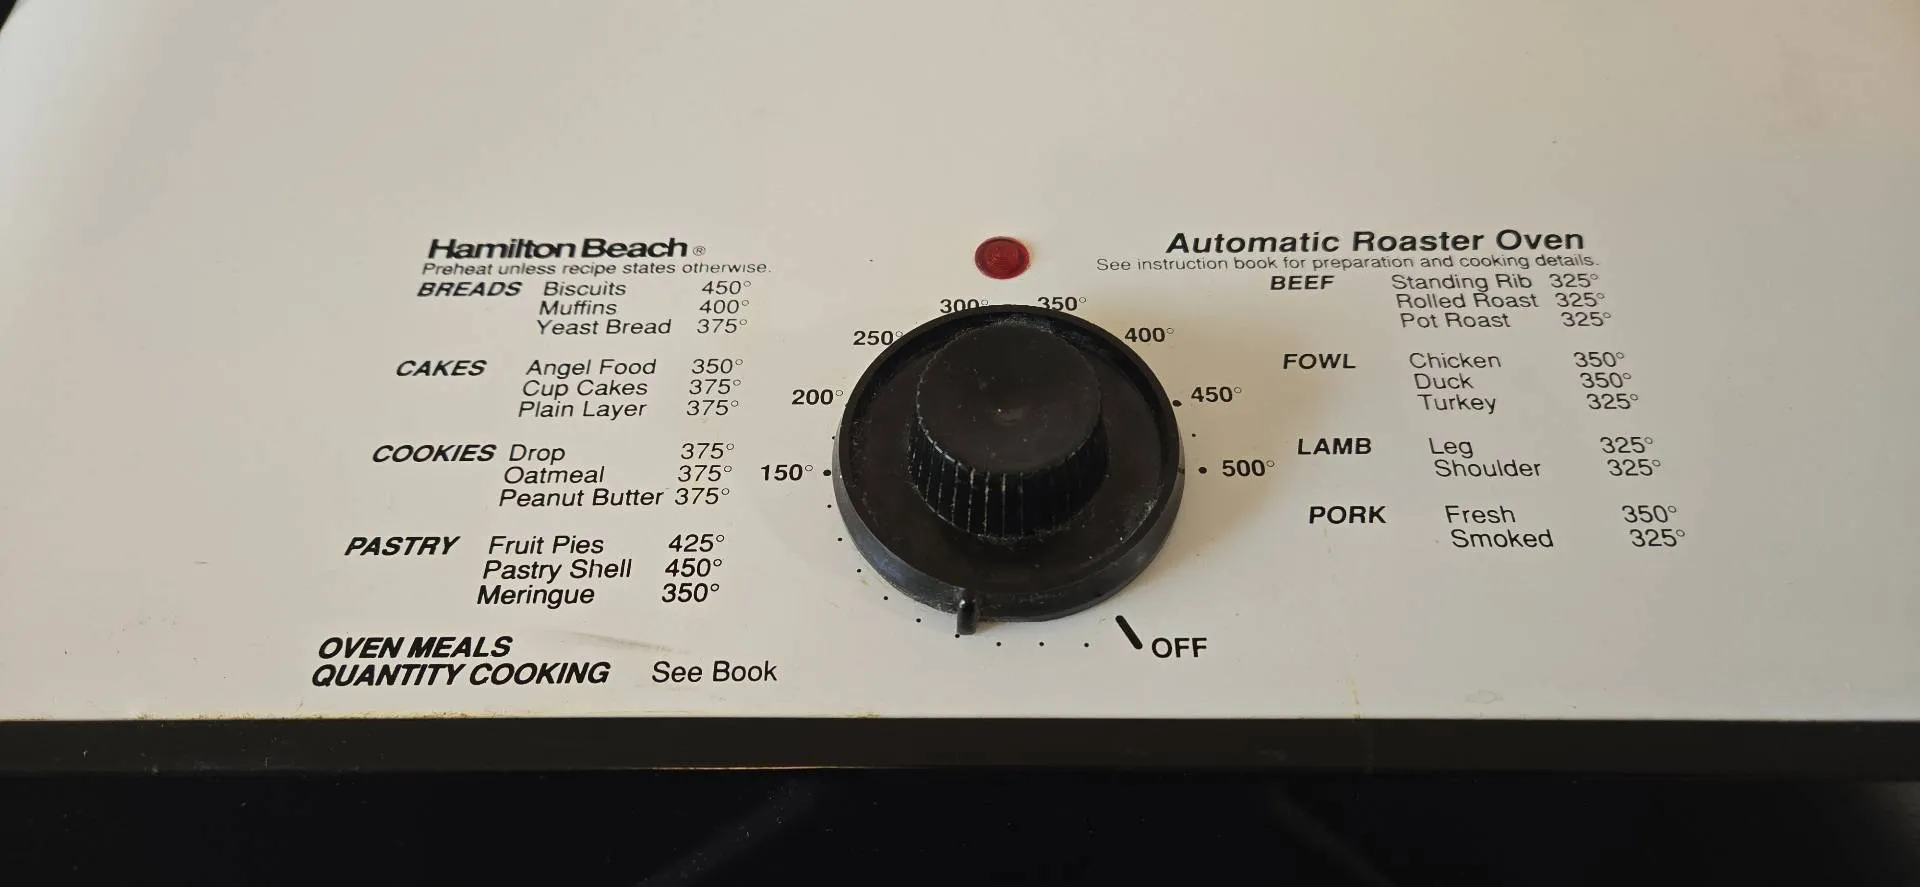 Hamilton Beach®
Preheat unless recipe states otherwise.
BREADS Biscuits 450°
Muffins 400°
Yeast Bread 375°
CAKES Angel Food 350°
Cup Cakes 375°
Plain Layer 375°
COOKIES Drop 375°
Oatmeal 375°
Peanut Butter 375°
PASTRY Fruit Pies 425°
Pastry Shell 450°
Meringue 350°
OVEN MEALS
QUANTITY COOKING See Book
300° 350°
250° 400°
200° 450°
150° 500°
OFF
Automatic Roaster Oven
See instruction book for preparation and cooking details.
BEEF Standing Rib 325°
Rolled Roast 325°
Pot Roast 325°
FOWL Chicken 350°
Duck 350°
Turkey 325°
LAMB Leg 325°
Shoulder 325°
PORK Fresh 350°
Smoked 325°